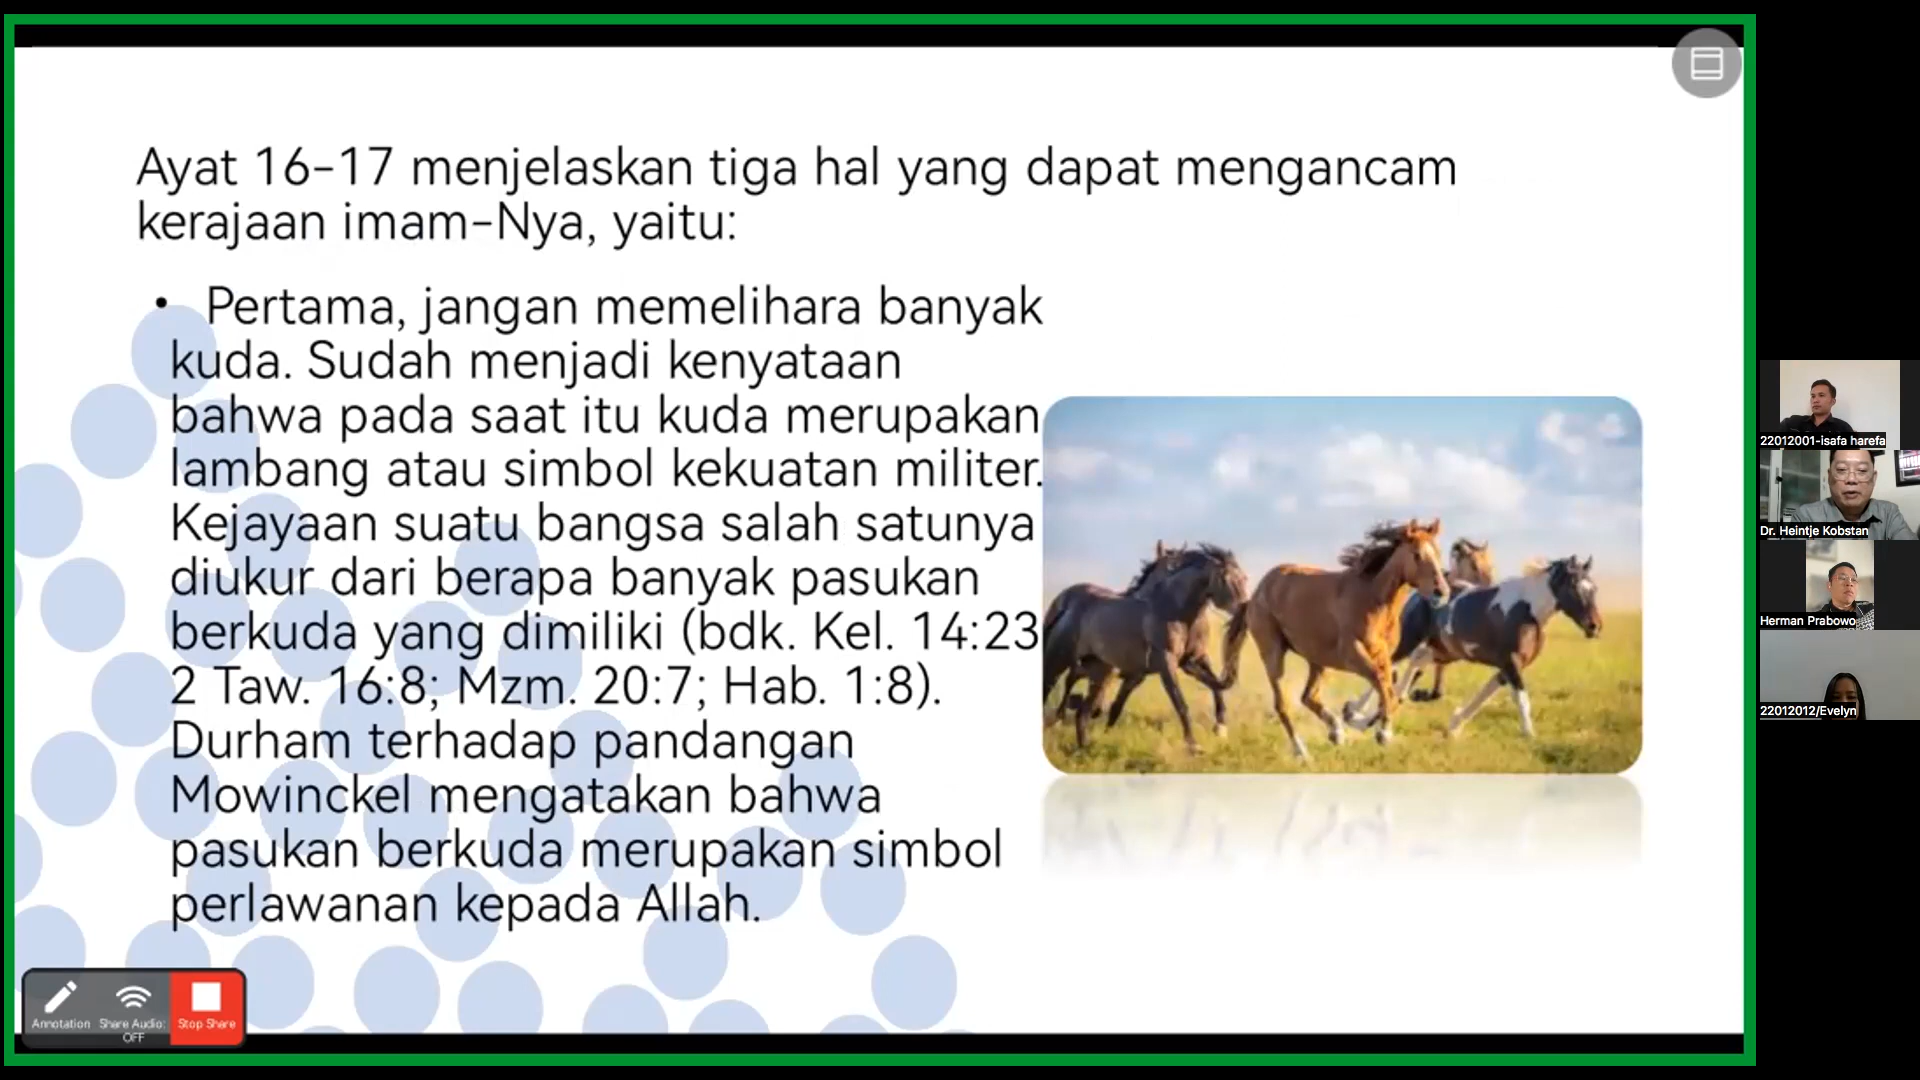 Ayat 16-17 menjelaskan tiga hal yang dapat mengancam
kerajaan imam-Nya, yaitu:
• Pertama, jangan memelihara banyak
kuda. Sudah menjadi kenyataan
bahwa pada saat itu kuda merupakan
lambang atau simbol kekuatan militer.
Kejayaan suatu bangsa salah satunya
diukur dari berapa banyak pasukan
berkuda yang dimiliki (bdk. Kel. 14:23
2 Taw. 16:8; Mzm. 20:7; Hab. 1:8).
Durham terhadap pandangan
Mowinckel mengatakan bahwa
pasukan berkuda merupakan simbol
perlawanan kepada Allah.
Annotation
Share Audio:
OFF
Stop Share
22012001-isafa harefa
Dr. Heintje Kobstan
Herman Prabowo
22012012/Evelyn